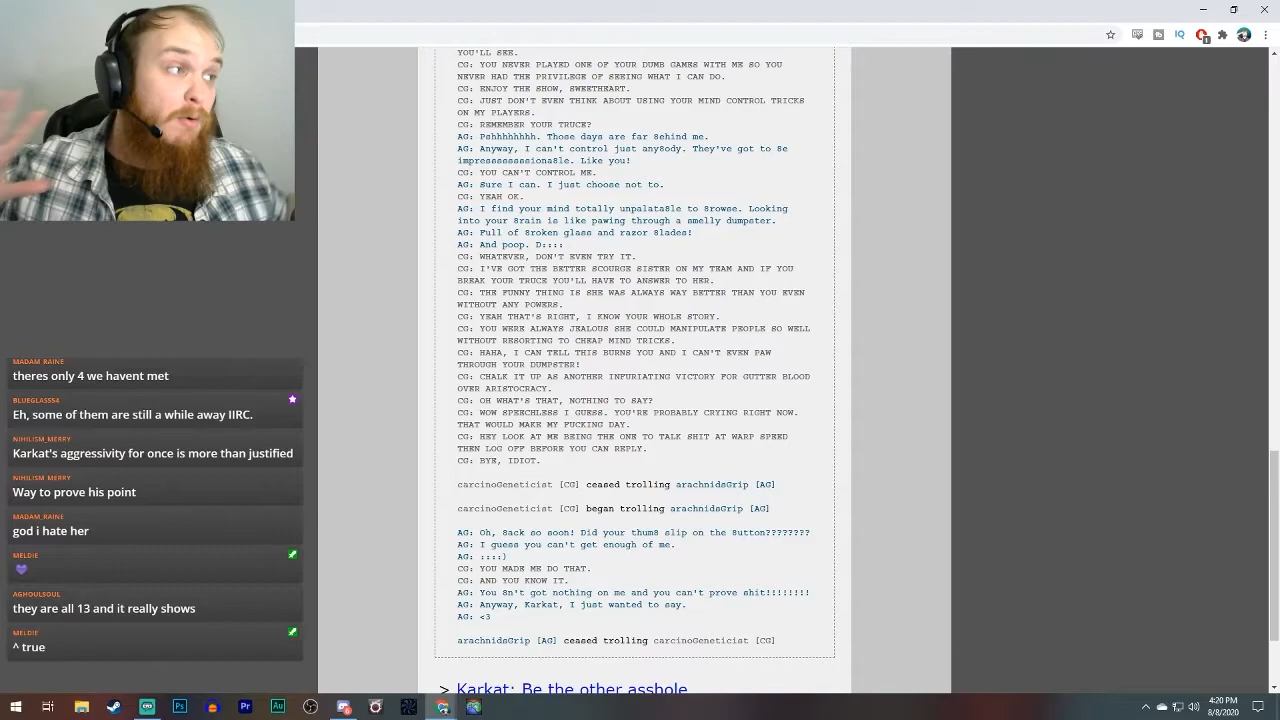 YOU'LL SEE.
CG: YOU NEVER PLAYED ONE OF YOUR DUMB GAMES WITH ME SO YOU
NEVER HAD THE PRIVILEGE OF SEEING WHAT I CAN DO.
CG: ENJOY THE SHOW, SWEETHEART.
CG: JUST DON'T EVEN THINK ABOUT USING YOUR MIND CONTROL TRICKS
ON MY PLAYERS.
CG: REMEMBER YOUR TRUCE?
AG: Pshhhhhhhh. Those days are far 8ehind me.
AG: Anyway, I can't control just any8ody. They've got to 8e
impressssssssiona8le. Like you!
CG: YOU CAN'T CONTROL ME.
AG: Sure I can. I just choose not to.
CG: YEAH OK.
AG: I find your mind totally unpalata8le to 8rowse. Looking
into your 8rain is like pawing through a smelly dumpster.
AG: Full of 8roken glass and razor 8lades!
AG: And poop. D::::
CG: WHATEVER, DON'T EVEN TRY IT.
CG: I'VE GOT THE BETTER SCOURGE SISTER ON MY TEAM AND IF YOU
BREAK YOUR TRUCE YOU'LL HAVE TO ANSWER TO HER.
CG: THE FUNNY THING IS SHE WAS ALWAYS WAY BETTER THAN YOU EVEN
WITHOUT ANY POWERS.
CG: YEAH THAT'S RIGHT, I KNOW YOUR WHOLE STORY.
CG: YOU WERE ALWAYS JEALOUS SHE COULD MANIPULATE PEOPLE SO WELL
WITHOUT RESORTING TO CHEAP MIND TRICKS.
CG: HAHA, I CAN TELL THIS BURNS YOU AND I CAN'T EVEN PAW
THROUGH YOUR DUMPSTER!
CG: CHALK IT UP AS ANOTHER INFURIATING VICTORY FOR GUTTER BLOOD
OVER ARISTOCRACY.
CG: OH WHAT'S THAT, NOTHING TO SAY?
CG: WOW SPEECHLESS I GUESS. YOU'RE PROBABLY CRYING RIGHT NOW.
THAT WOULD MAKE MY FUCKING DAY.
CG: HEY LOOK AT ME BEING THE ONE TO TALK SHIT AT WARP SPEED
THEN LOG OFF BEFORE YOU CAN REPLY.
CG: BYE, IDIOT.
carcinoGeneticist [CG] ceased trolling arachnidsGrip [AG]
carcinoGeneticist [CG] began trolling arachnidsGrip [AG]
AG: Oh, 8ack so soon! Did your thum8 slip on the 8utton????????
AG: I guess you can't get enough of me.
AG: ::::)
CG: YOU MADE ME DO THAT.
CG: AND YOU KNOW IT.
AG: You 8n't got nothing on me and you can't prove shit!!!!!!!!
AG: Anyway, Karkat, I just wanted to say.
AG: <3
arachnidsGrip [AG] ceased trolling carcinoGeneticist [CG]
> Karkat: Be the other asshole
MADAM_RAINE
theres only 4 we havent met
BLUEGLASS54
Eh, some of them are still a while away IIRC.
NIHILISM_MERRY
Karkat's aggressivity for once is more than justified
NIHILISM_MERRY
Way to prove his point
MADAM_RAINE
god i hate her
MELDIE
AGHOULSOUL
they are all 13 and it really shows
MELDIE
^ true
IQ
1
Ps
Pr
Au
4:20 PM
8/8/2020